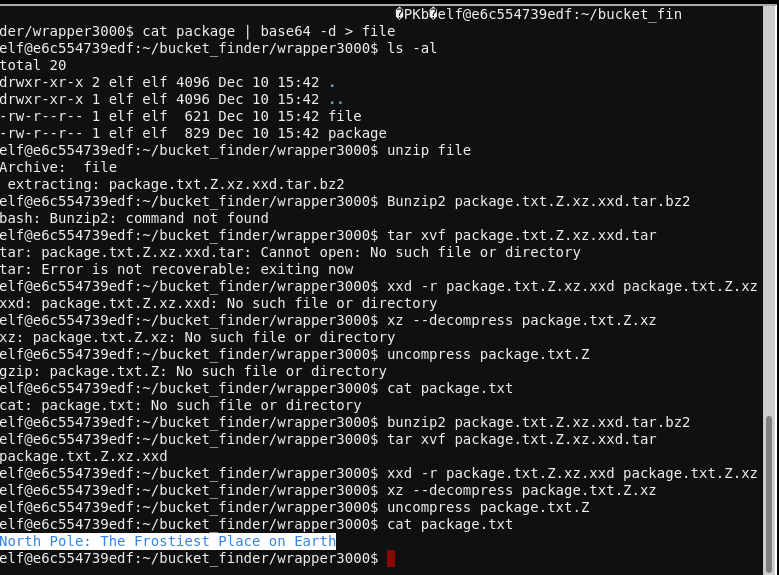 �PKb�elf@e6c554739edf:~/bucket_fin
der/wrapper3000$ cat package | base64 -d > file
elf@e6c554739edf:~/bucket_finder/wrapper3000$ ls -al
total 20
drwxr-xr-x 2 elf elf 4096 Dec 10 15:42 .
drwxr-xr-x 1 elf elf 4096 Dec 10 15:42 ..
-rw-r--r-- 1 elf elf  621 Dec 10 15:42 file
-rw-r--r-- 1 elf elf  829 Dec 10 15:42 package
elf@e6c554739edf:~/bucket_finder/wrapper3000$ unzip file
Archive:  file
 extracting: package.txt.Z.xz.xxd.tar.bz2
elf@e6c554739edf:~/bucket_finder/wrapper3000$ Bunzip2 package.txt.Z.xz.xxd.tar.bz2
bash: Bunzip2: command not found
elf@e6c554739edf:~/bucket_finder/wrapper3000$ tar xvf package.txt.Z.xz.xxd.tar
tar: package.txt.Z.xz.xxd.tar: Cannot open: No such file or directory
tar: Error is not recoverable: exiting now
elf@e6c554739edf:~/bucket_finder/wrapper3000$ xxd -r package.txt.Z.xz.xxd package.txt.Z.xz
xxd: package.txt.Z.xz.xxd: No such file or directory
elf@e6c554739edf:~/bucket_finder/wrapper3000$ xz --decompress package.txt.Z.xz
xz: package.txt.Z.xz: No such file or directory
elf@e6c554739edf:~/bucket_finder/wrapper3000$ uncompress package.txt.Z
gzip: package.txt.Z: No such file or directory
elf@e6c554739edf:~/bucket_finder/wrapper3000$ cat package.txt
cat: package.txt: No such file or directory
elf@e6c554739edf:~/bucket_finder/wrapper3000$ bunzip2 package.txt.Z.xz.xxd.tar.bz2
elf@e6c554739edf:~/bucket_finder/wrapper3000$ tar xvf package.txt.Z.xz.xxd.tar
package.txt.Z.xz.xxd
elf@e6c554739edf:~/bucket_finder/wrapper3000$ xxd -r package.txt.Z.xz.xxd package.txt.Z.xz
elf@e6c554739edf:~/bucket_finder/wrapper3000$ xz --decompress package.txt.Z.xz
elf@e6c554739edf:~/bucket_finder/wrapper3000$ uncompress package.txt.Z
elf@e6c554739edf:~/bucket_finder/wrapper3000$ cat package.txt
North Pole: The Frostiest Place on Earth
elf@e6c554739edf:~/bucket_finder/wrapper3000$